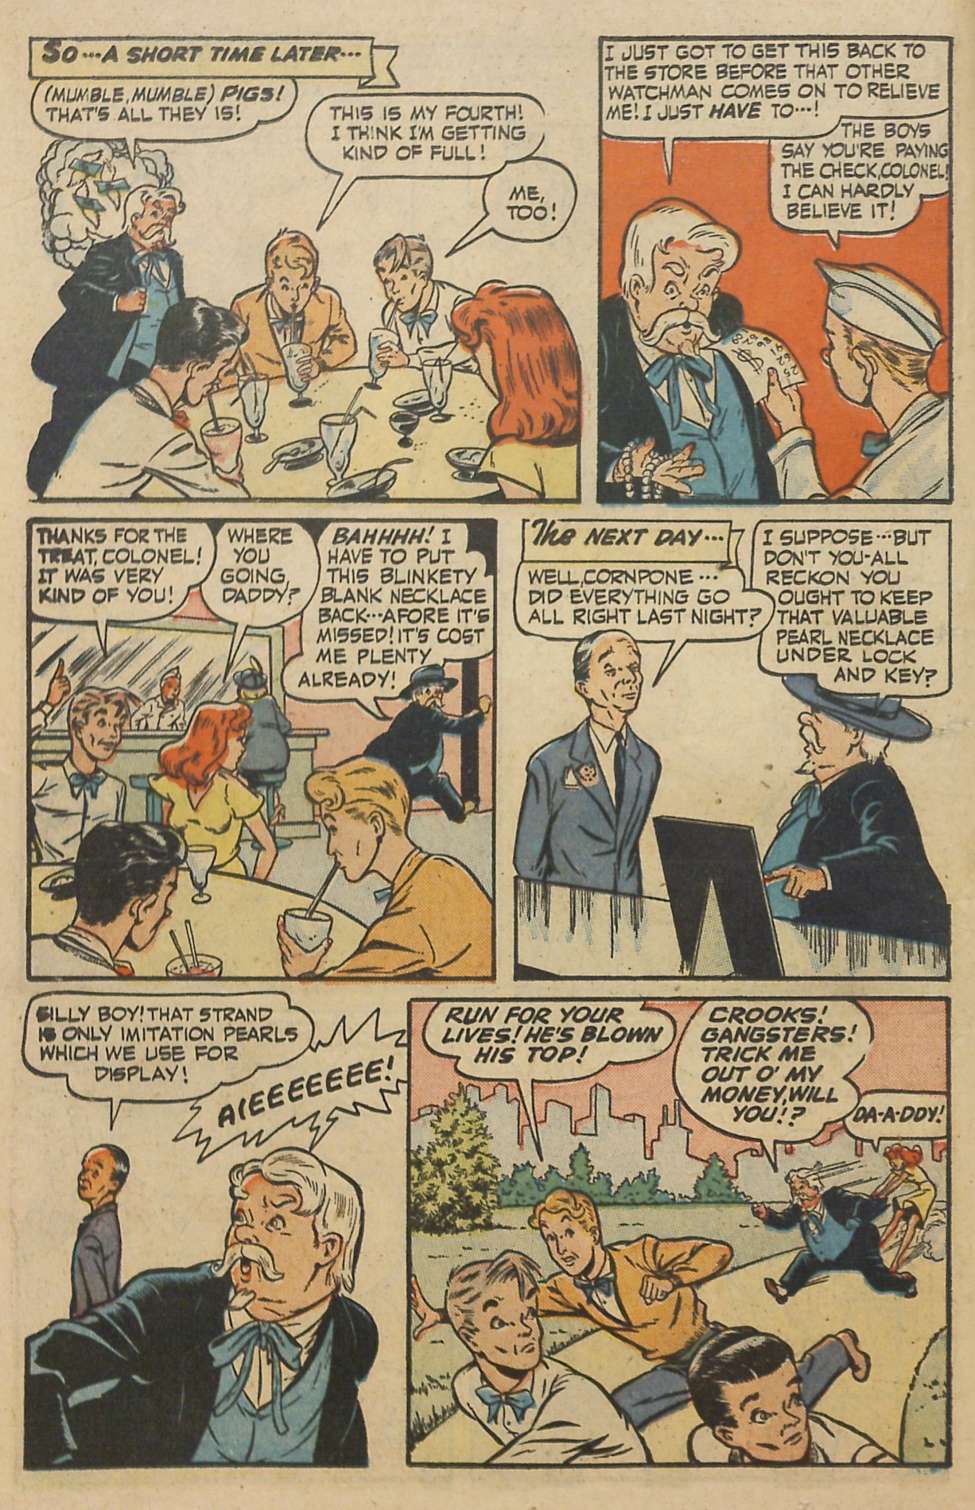 SO---A SHORT TIME LATER---
(MUMBLE, MUMBLE) PIGS!
THAT'S ALL THEY IS!
THIS IS MY FOURTH!
I THINK I'M GETTING
KIND OF FULL!
ME,
TOO!
I JUST GOT TO GET THIS BACK TO
THE STORE BEFORE THAT OTHER
WATCHMAN COMES ON TO RELIEVE
ME! I JUST HAVE TO---!
THE BOYS
SAY YOU'RE PAYING
THE CHECK, COLONEL!
I CAN HARDLY
BELIEVE IT!
THANKS FOR THE
TREAT, COLONEL!
IT WAS VERY
KIND OF YOU!
WHERE
YOU
GOING,
DADDY?
BAHHHH! I
HAVE TO PUT
THIS BLINKETY
BLANK NECKLACE
BACK---AFORE IT'S
MISSED! IT'S COST
ME PLENTY
ALREADY!
The NEXT DAY---
WELL, CORNPONE---
DID EVERYTHING GO
ALL RIGHT LAST NIGHT?
I SUPPOSE---BUT
DON'T YOU-ALL
RECKON YOU
OUGHT TO KEEP
THAT VALUABLE
PEARL NECKLACE
UNDER LOCK
AND KEY?
SILLY BOY! THAT STRAND
IS ONLY IMITATION PEARLS
WHICH WE USE FOR
DISPLAY!
AIEEEEEEE!
RUN FOR YOUR
LIVES! HE'S BLOWN
HIS TOP!
CROOKS!
GANGSTERS!
TRICK ME
OUT O' MY
MONEY, WILL
YOU!?
DA-A-DDY!